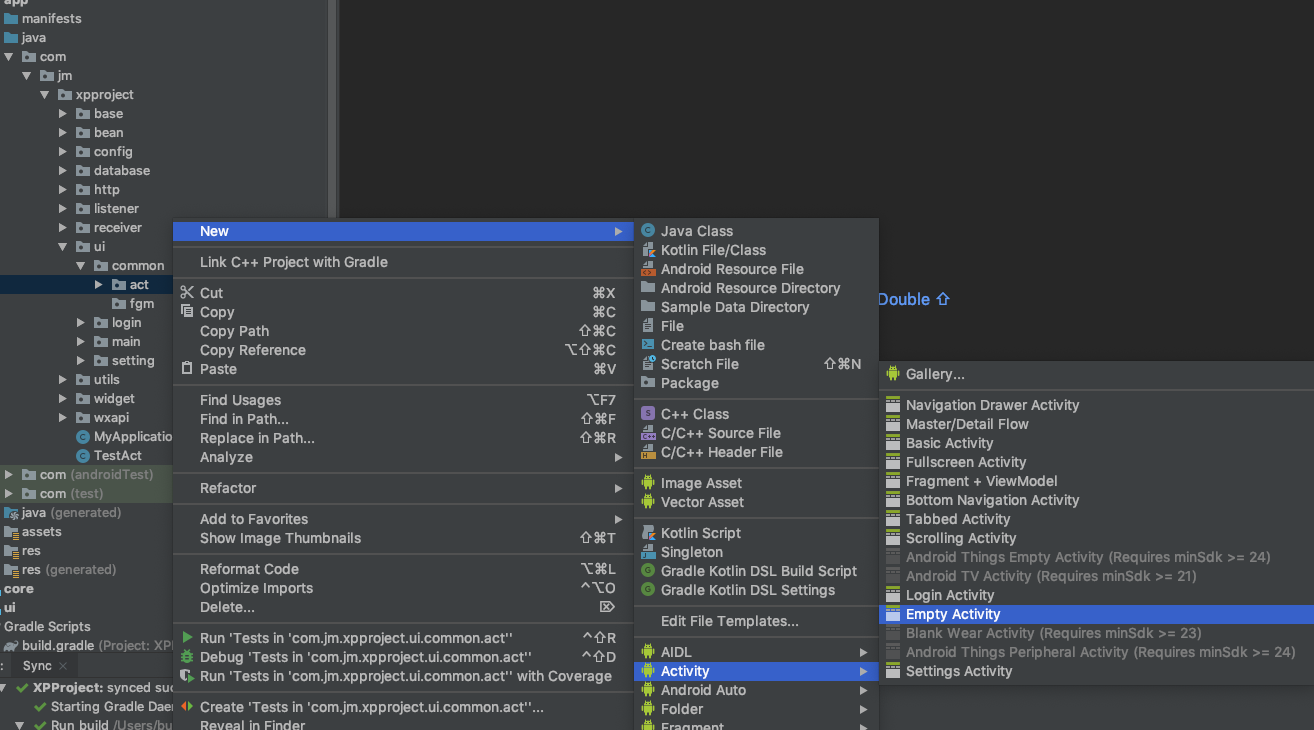 app
manifests
java
com
jm
xpproject
base
bean
config
database
http
listener
receiver
ui
common
act
fgm
login
main
setting
utils
widget
wxapi
MyApplicatio
TestAct
com (androidTest)
com (test)
java (generated)
assets
res
res (generated)
core
ui
Gradle Scripts
build.gradle (Project: XPI
: Sync ×
XPProject: synced suc
Starting Gradle Daer
Run build /Users/bu
New
Link C++ Project with Gradle
Cut ⌘X
Copy ⌘C
Copy Path ⇧⌘C
Copy Reference ⌥⇧⌘C
Paste ⌘V
Find Usages ⌥F7
Find in Path... ⇧⌘F
Replace in Path... ⇧⌘R
Analyze
Refactor
Add to Favorites
Show Image Thumbnails ⇧⌘T
Reformat Code ⌥⌘L
Optimize Imports ^⌥O
Delete... ⌦
Run 'Tests in 'com.jm.xpproject.ui.common.act'' ^⇧R
Debug 'Tests in 'com.jm.xpproject.ui.common.act'' ^⇧D
Run 'Tests in 'com.jm.xpproject.ui.common.act'' with Coverage
Create 'Tests in 'com.jm.xpproject.ui.common.act''...
Reveal in Finder
Java Class
Kotlin File/Class
Android Resource File
Android Resource Directory
Sample Data Directory
File
Create bash file
Scratch File ⇧⌘N
Package
C++ Class
C/C++ Source File
C/C++ Header File
Image Asset
Vector Asset
Kotlin Script
Singleton
Gradle Kotlin DSL Build Script
Gradle Kotlin DSL Settings
Edit File Templates...
AIDL
Activity
Android Auto
Folder
Fragment
Double ⇧
Gallery...
Navigation Drawer Activity
Master/Detail Flow
Basic Activity
Fullscreen Activity
Fragment + ViewModel
Bottom Navigation Activity
Tabbed Activity
Scrolling Activity
Android Things Empty Activity (Requires minSdk >= 24)
Android TV Activity (Requires minSdk >= 21)
Login Activity
Empty Activity
Blank Wear Activity (Requires minSdk >= 23)
Android Things Peripheral Activity (Requires minSdk >= 24)
Settings Activity